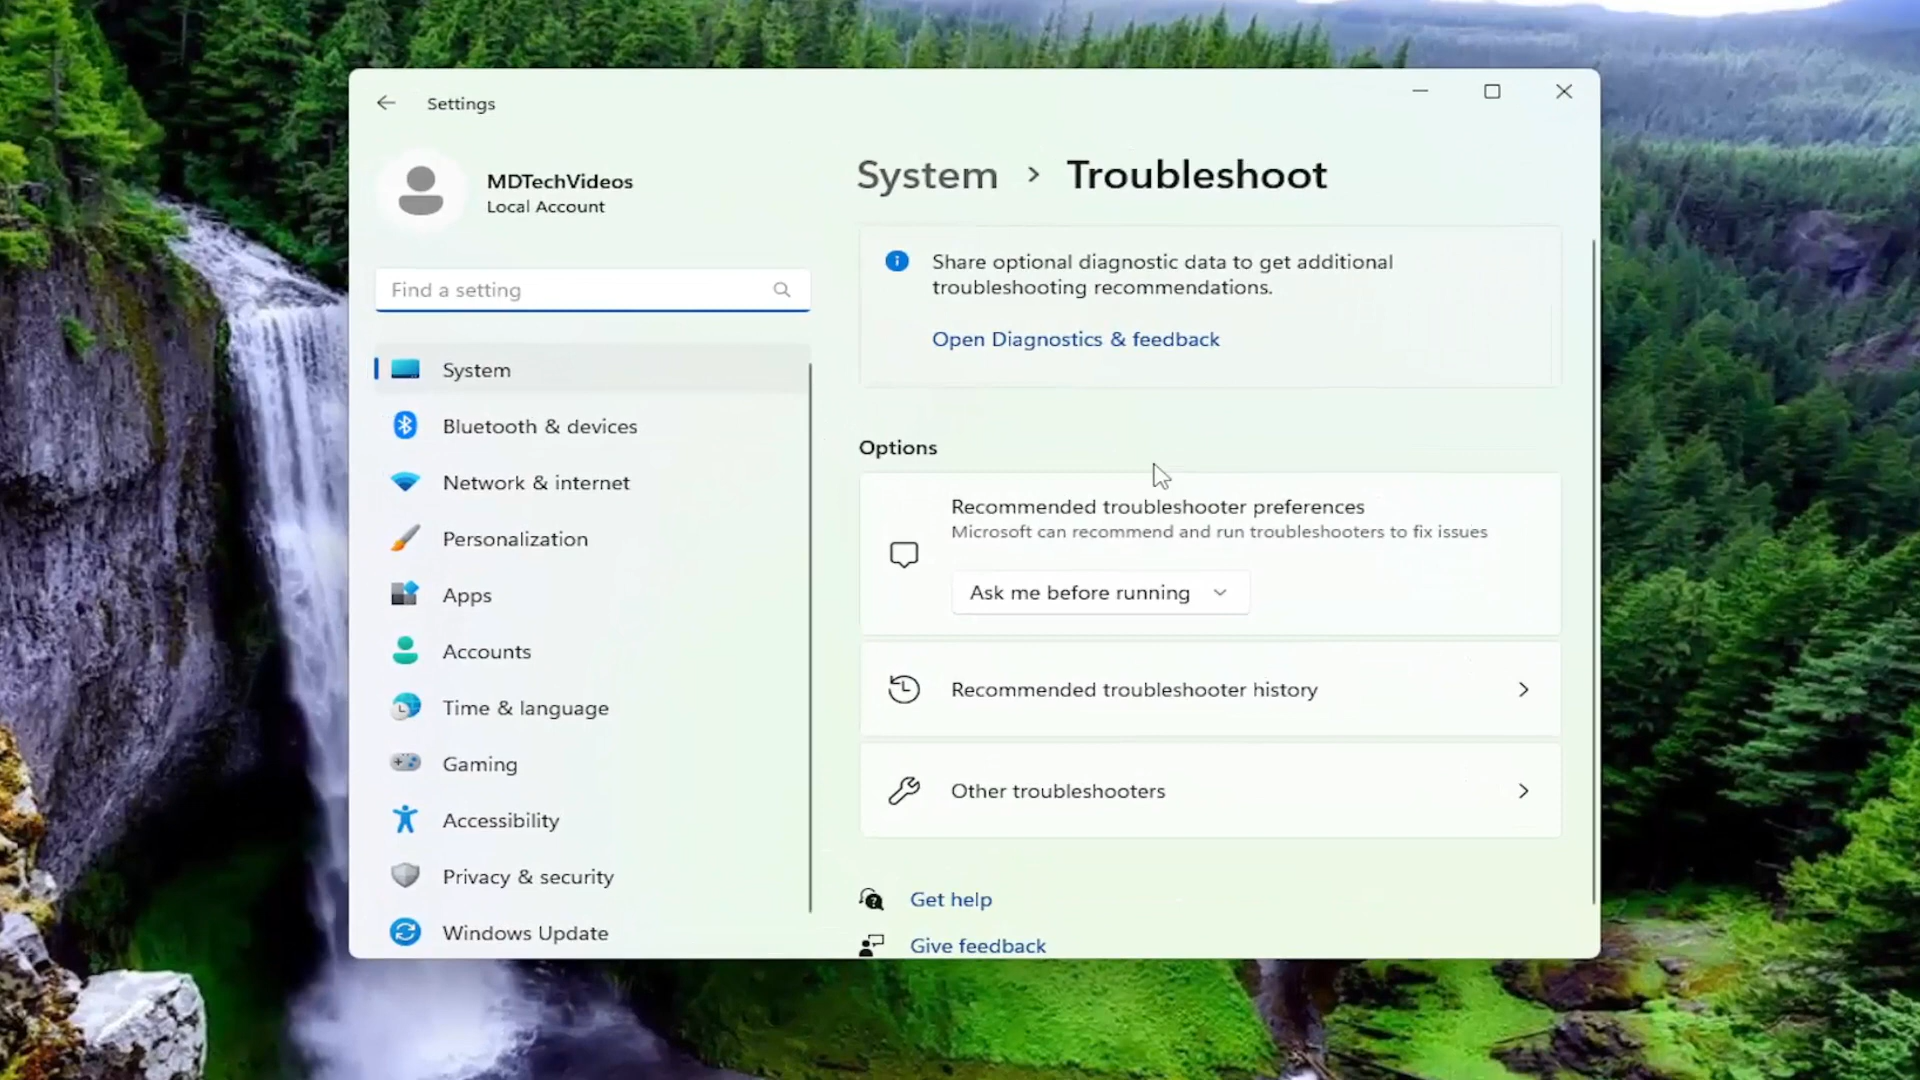 Settings
MDTechVideos
Local Account
Find a setting
System
Bluetooth & devices
Network & internet
Personalization
Apps
Accounts
Time & language
Gaming
Accessibility
Privacy & security
Windows Update
System > Troubleshoot
Share optional diagnostic data to get additional
troubleshooting recommendations.
Open Diagnostics & feedback
Options
Recommended troubleshooter preferences
Microsoft can recommend and run troubleshooters to fix issues
Ask me before running
Recommended troubleshooter history
Other troubleshooters
Get help
Give feedback